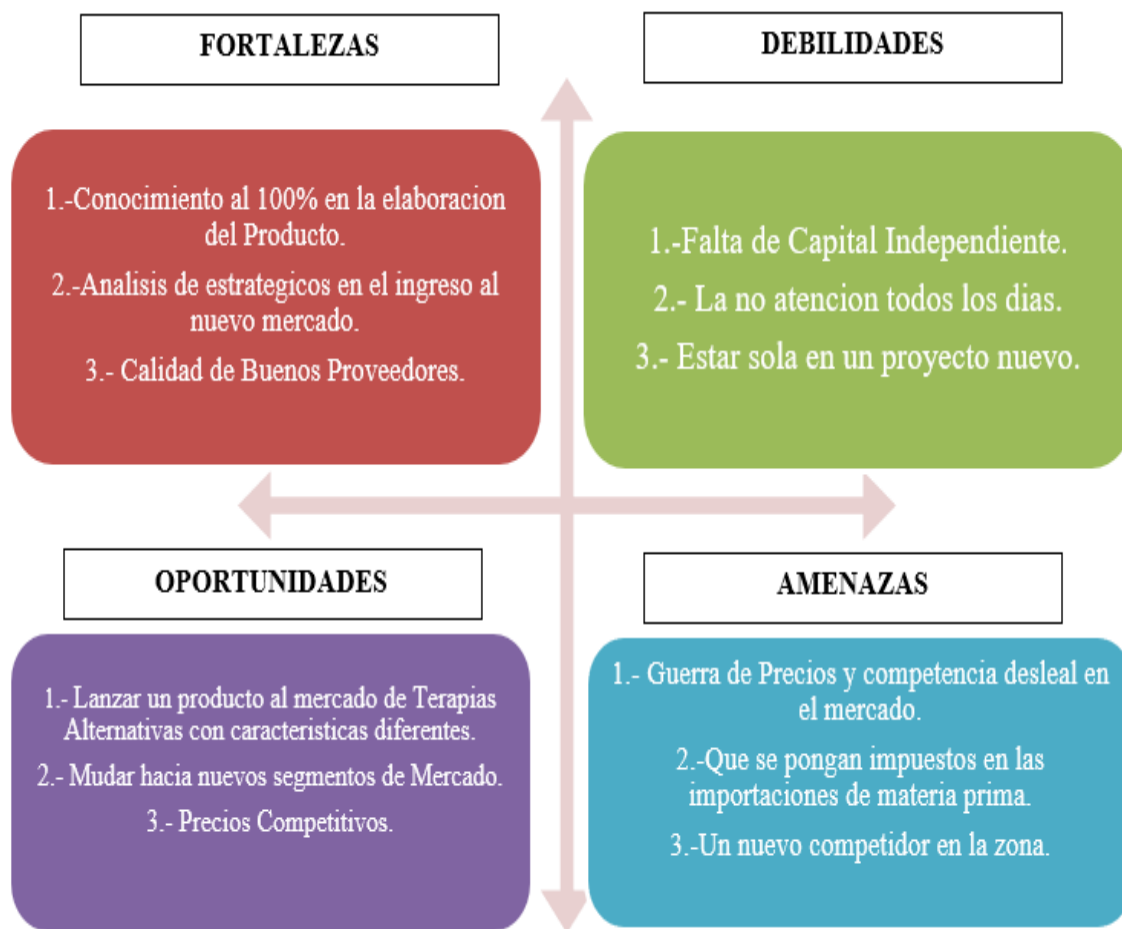 FORTALEZAS
1.-Conocimiento al 100% en la elaboracion
del Producto.
2.-Analisis de estrategicos en el ingreso al
nuevo mercado.
3.- Calidad de Buenos Proveedores.
DEBILIDADES
1.-Falta de Capital Independiente.
2.- La no atencion todos los dias.
3.- Estar sola en un proyecto nuevo.
OPORTUNIDADES
1.- Lanzar un producto al mercado de Terapias
Alternativas con caracteristicas diferentes.
2.- Mudar hacia nuevos segmentos de Mercado.
3.- Precios Competitivos.
AMENAZAS
1.- Guerra de Precios y competencia desleal en
el mercado.
2.-Que se pongan impuestos en las
importaciones de materia prima.
3.-Un nuevo competidor en la zona.